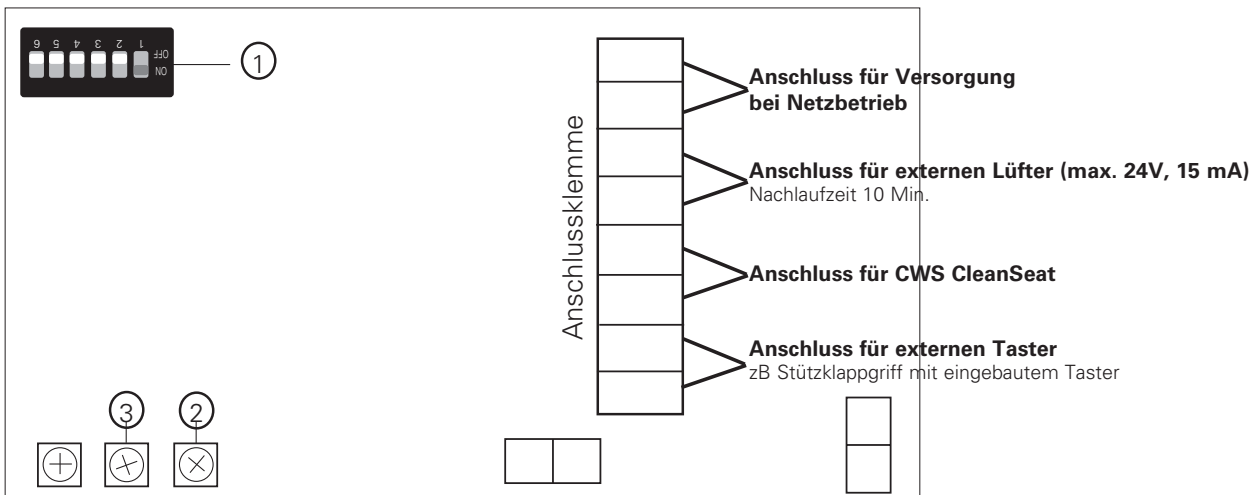 6 5 4 3 2 1
OFF
ON
1
Anschlussklemme
Anschluss für Versorgung
bei Netzbetrieb
Anschluss für externen Lüfter (max. 24V, 15 mA)
Nachlaufzeit 10 Min.
Anschluss für CWS CleanSeat
Anschluss für externen Taster
zB Stützklappgriff mit eingebautem Taster
3
2